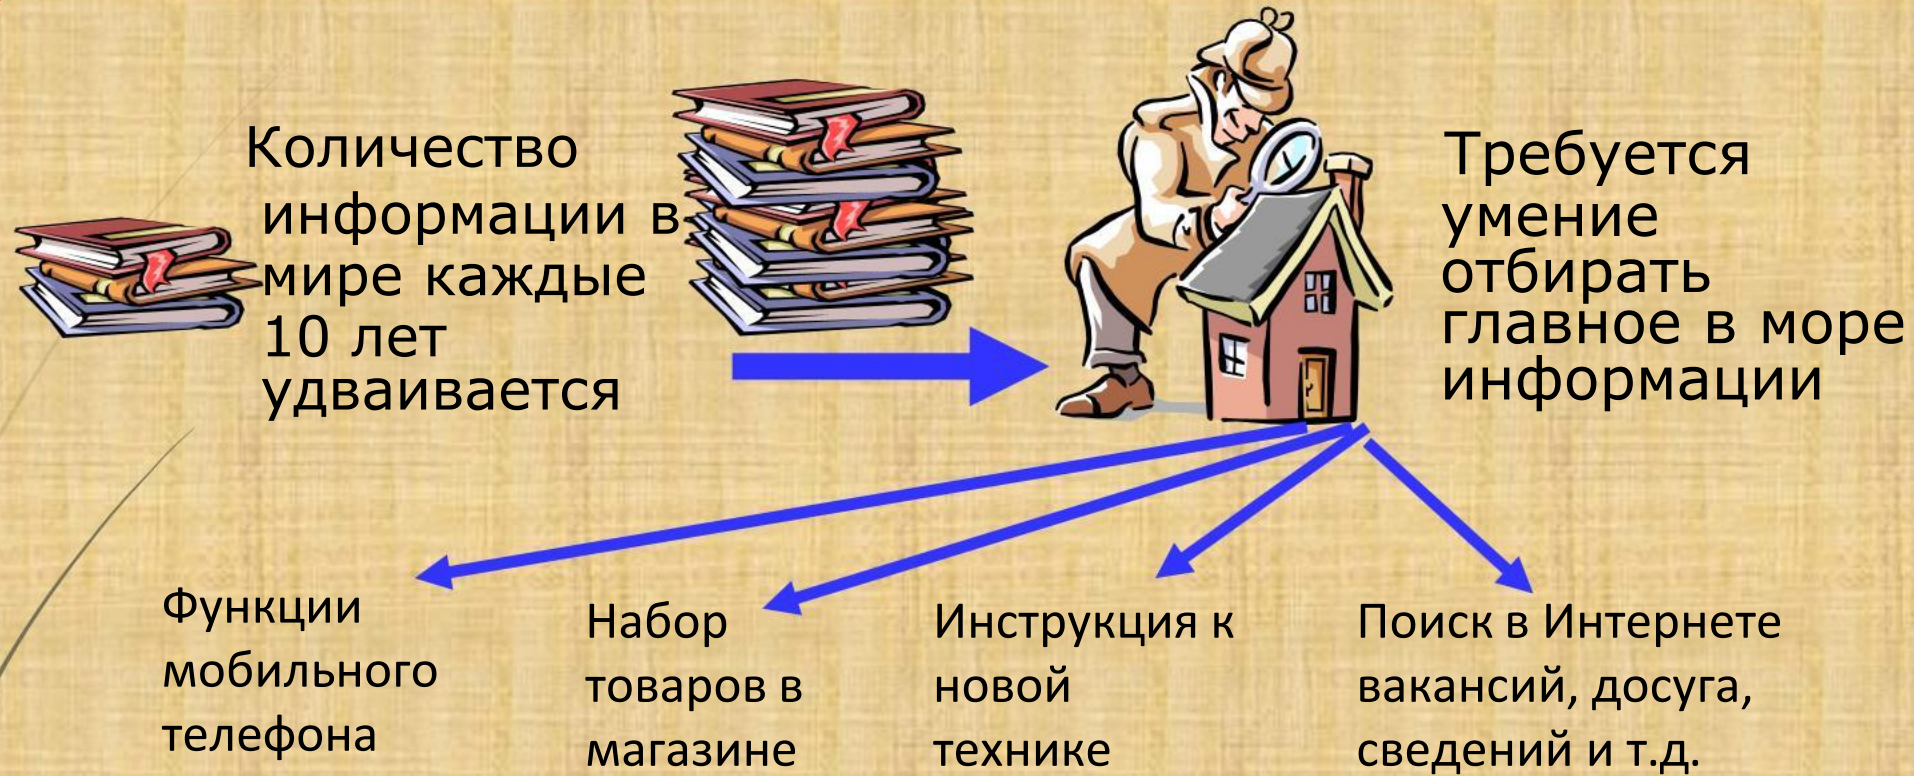 Количество
информации в
мире каждые
10 лет
удваивается
Требуется
умение
отбирать
главное в море
информации
Функции
мобильного
телефона
Набор
товаров в
магазине
Инструкция к
новой
технике
Поиск в Интернете
вакансий, досуга,
сведений и т.д.